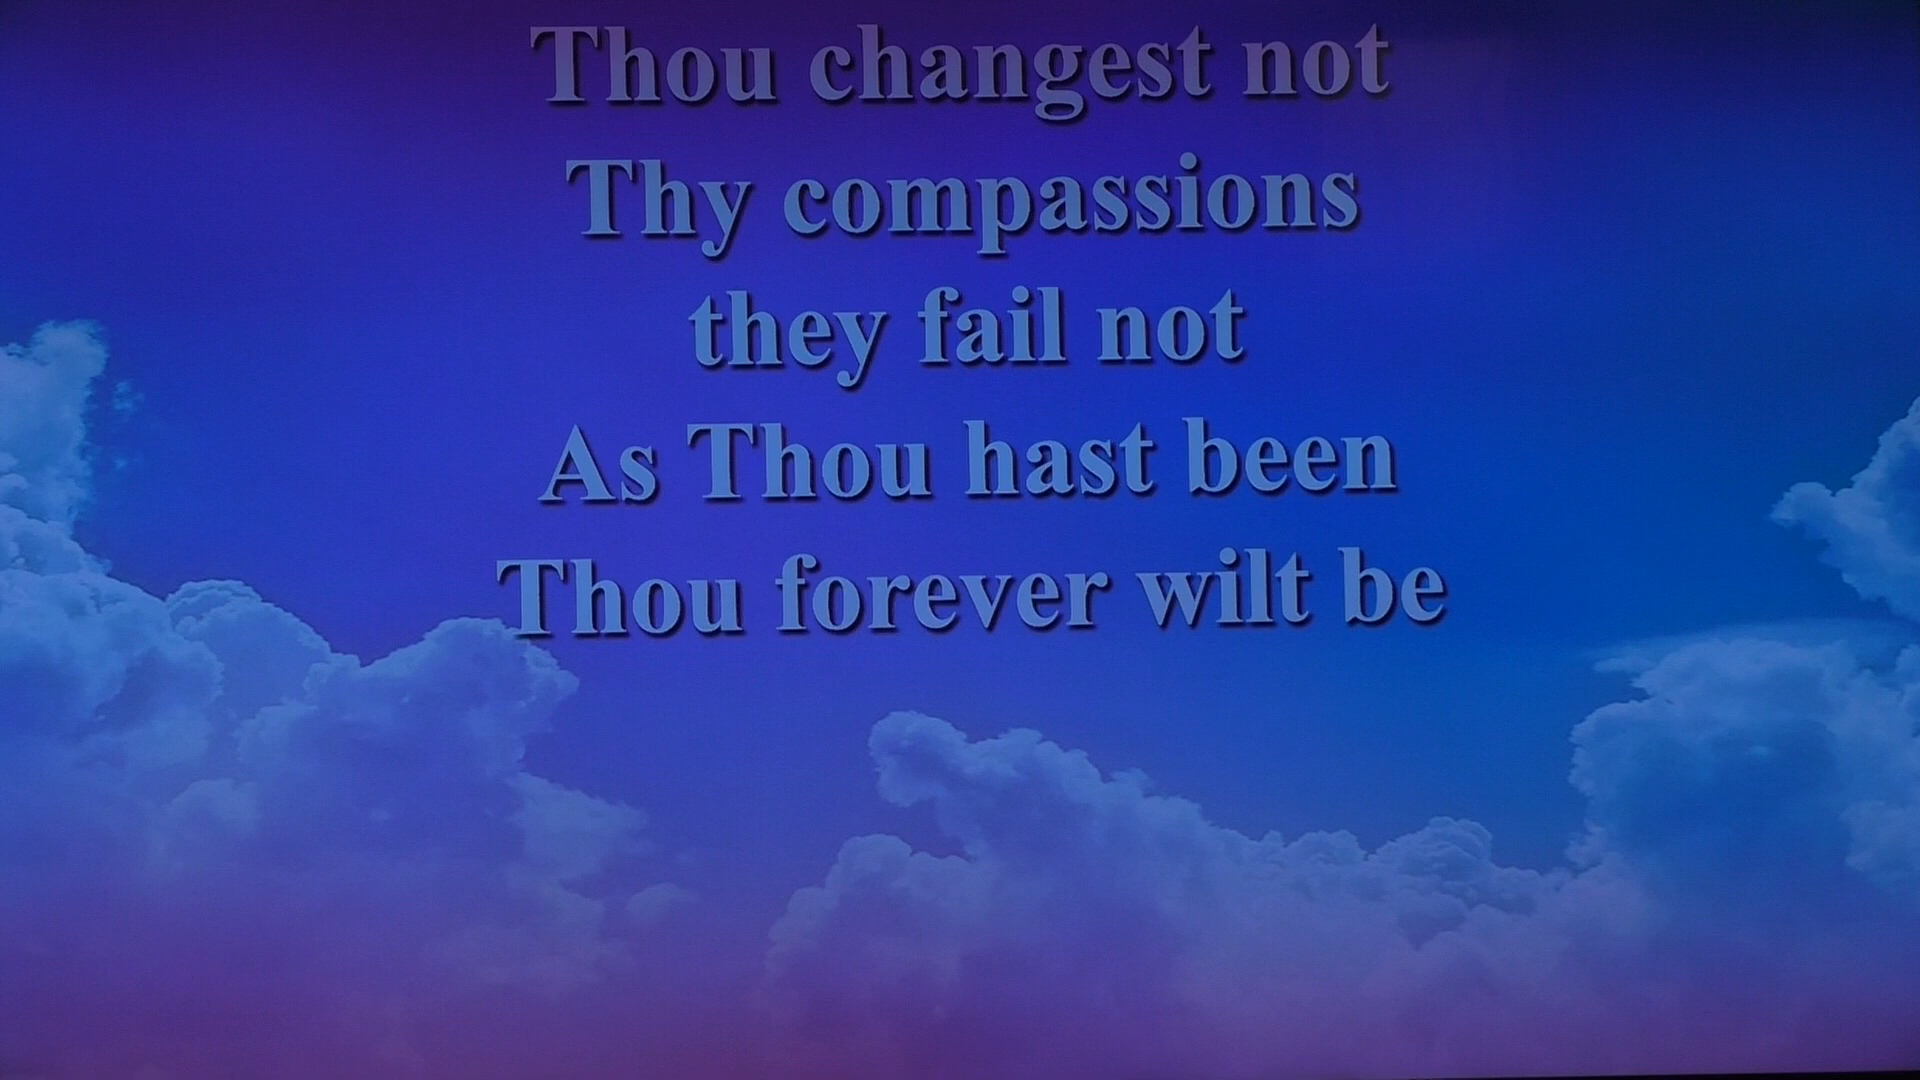 Thou changest not
Thy compassions
they fail not
As Thou hast been
Thou forever wilt be